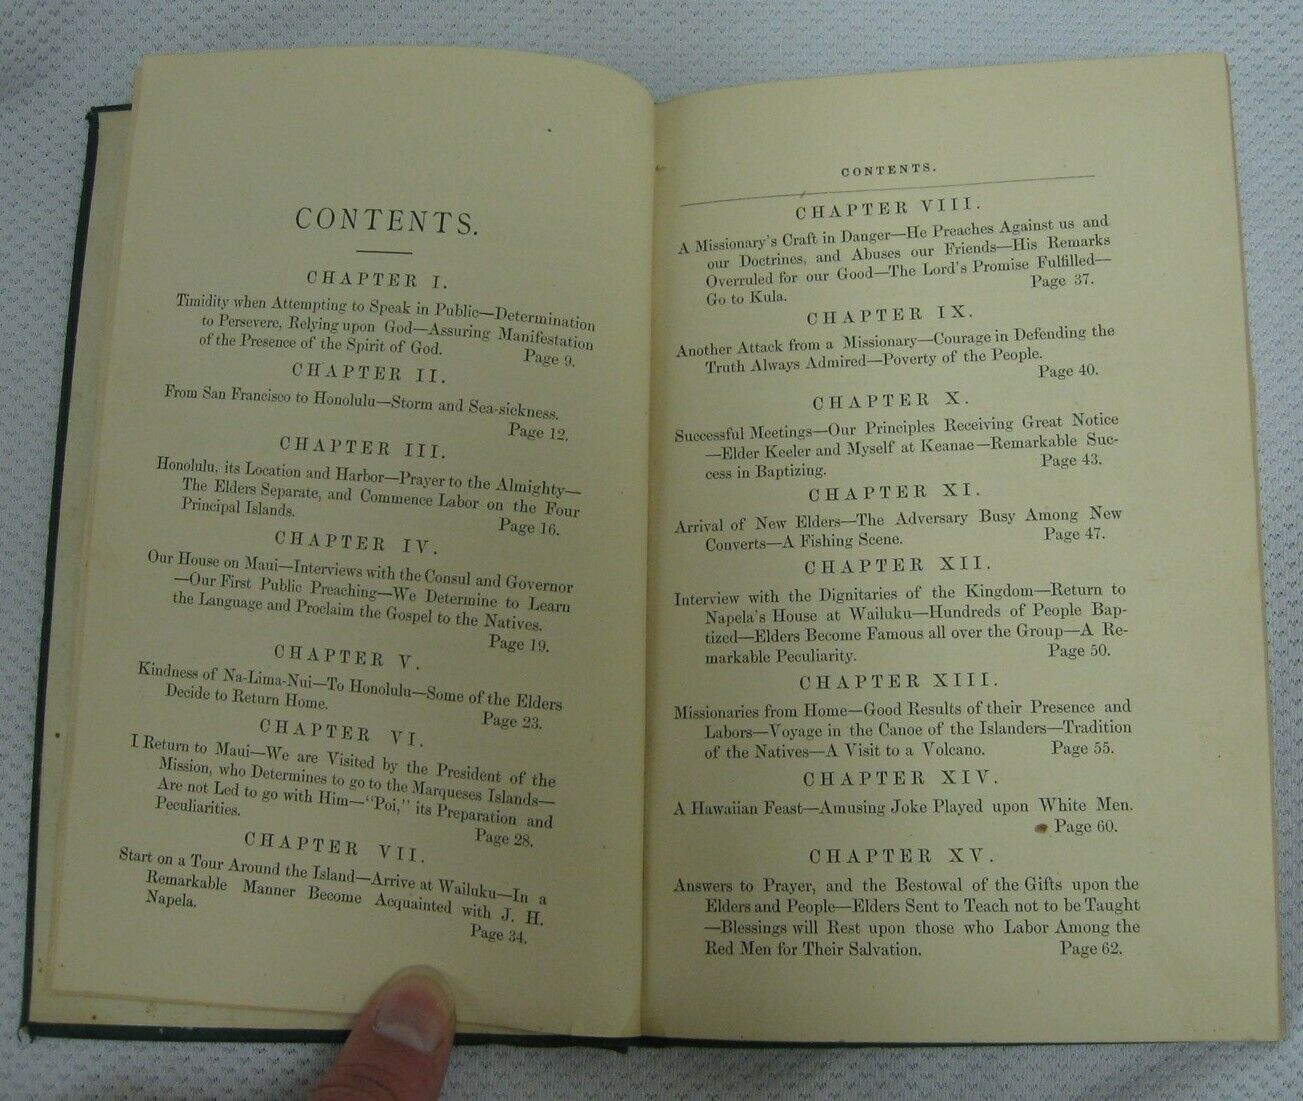 CONTENTS.
CHAPTER I.
Timidity when Attempting to Speak in Public—Determination
to Persevere, Relying upon God—Assuring Manifestation
of the Presence of the Spirit of God. Page 9.
CHAPTER II.
From San Francisco to Honolulu—Storm and Sea-sickness.
Page 12.
CHAPTER III.
Honolulu, its Location and Harbor—Prayer to the Almighty—
The Elders Separate, and Commence Labor on the Four
Principal Islands. Page 16.
CHAPTER IV.
Our House on Maui—Interviews with the Consul and Governor
—Our First Public Preaching—We Determine to Learn
the Language and Proclaim the Gospel to the Natives.
Page 19.
CHAPTER V.
Kindness of Na-Lima-Nui—To Honolulu—Some of the Elders
Decide to Return Home. Page 23.
CHAPTER VI.
I Return to Maui—We are Visited by the President of the
Mission, who Determines to go to the Marqueses Islands—
Are not Led to go with Him—"Poi," its Preparation and
Peculiarities. Page 28.
CHAPTER VII.
Start on a Tour Around the Island—Arrive at Wailuku—In a
Remarkable Manner Become Acquainted with J. H.
Napela. Page 34.
CONTENTS.
CHAPTER VIII.
A Missionary's Craft in Danger—He Preaches Against us and
our Doctrines, and Abuses our Friends—His Remarks
Overruled for our Good—The Lord's Promise Fulfilled—
Go to Kula. Page 37.
CHAPTER IX.
Another Attack from a Missionary—Courage in Defending the
Truth Always Admired—Poverty of the People.
Page 40.
CHAPTER X.
Successful Meetings—Our Principles Receiving Great Notice
—Elder Keeler and Myself at Keanae—Remarkable Suc-
cess in Baptizing. Page 43.
CHAPTER XI.
Arrival of New Elders—The Adversary Busy Among New
Converts—A Fishing Scene. Page 47.
CHAPTER XII.
Interview with the Dignitaries of the Kingdom—Return to
Napela's House at Wailuku—Hundreds of People Bap-
tized—Elders Become Famous all over the Group—A Re-
markable Peculiarity. Page 50.
CHAPTER XIII.
Missionaries from Home—Good Results of their Presence and
Labors—Voyage in the Canoe of the Islanders—Tradition
of the Natives—A Visit to a Volcano. Page 55.
CHAPTER XIV.
A Hawaiian Feast—Amusing Joke Played upon White Men.
Page 60.
CHAPTER XV.
Answers to Prayer, and the Bestowal of the Gifts upon the
Elders and People—Elders Sent to Teach not to be Taught
—Blessings will Rest upon those who Labor Among the
Red Men for Their Salvation. Page 62.